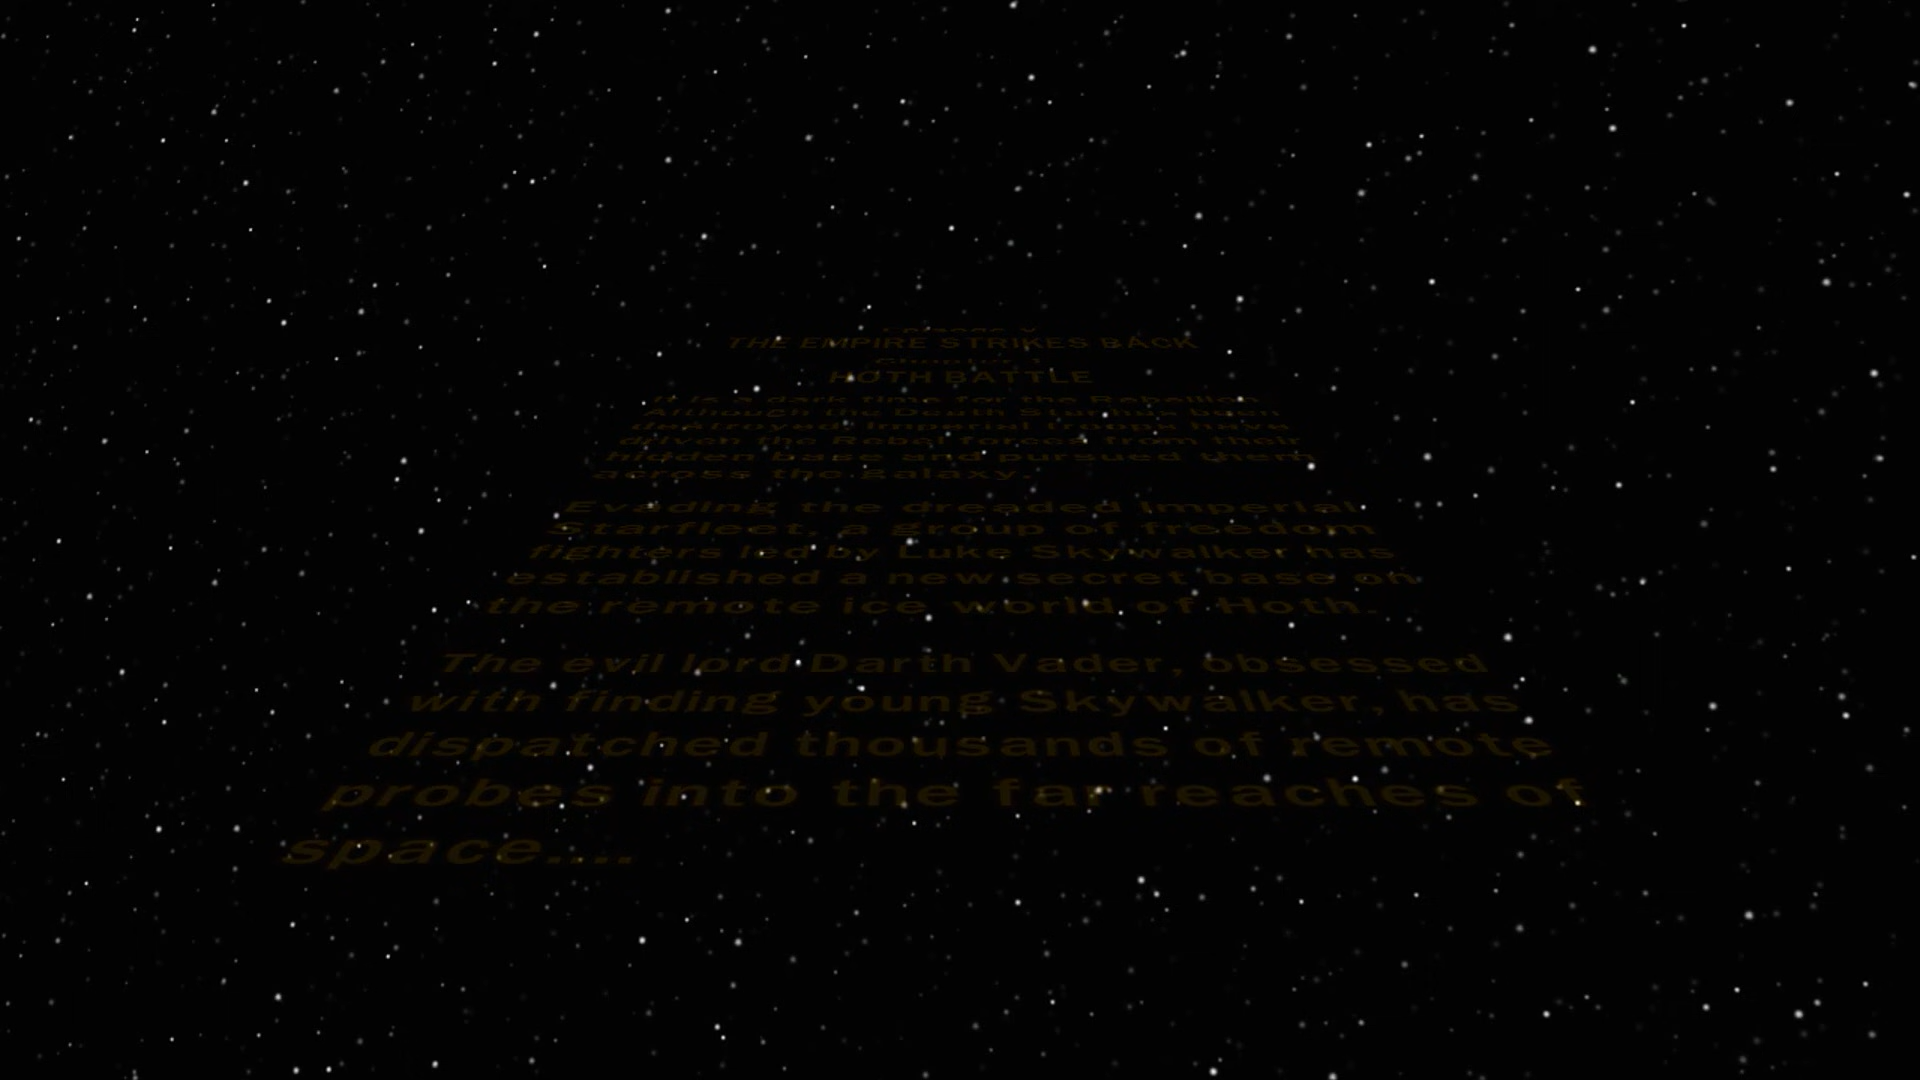 Episode V
THE EMPIRE STRIKES BACK
Chapter 1
HOTH BATTLE
It is a dark time for the Rebellion.
Although the Death Star has been
destroyed, Imperial troops have
driven the Rebel forces from their
hidden base and pursued them
across the galaxy.
Evading the dreaded Imperial
Starfleet, a group of freedom
fighters led by Luke Skywalker has
established a new secret base on
the remote ice world of Hoth.
The evil lord Darth Vader, obsessed
with finding young Skywalker, has
dispatched thousands of remote
probes into the far reaches of
space....